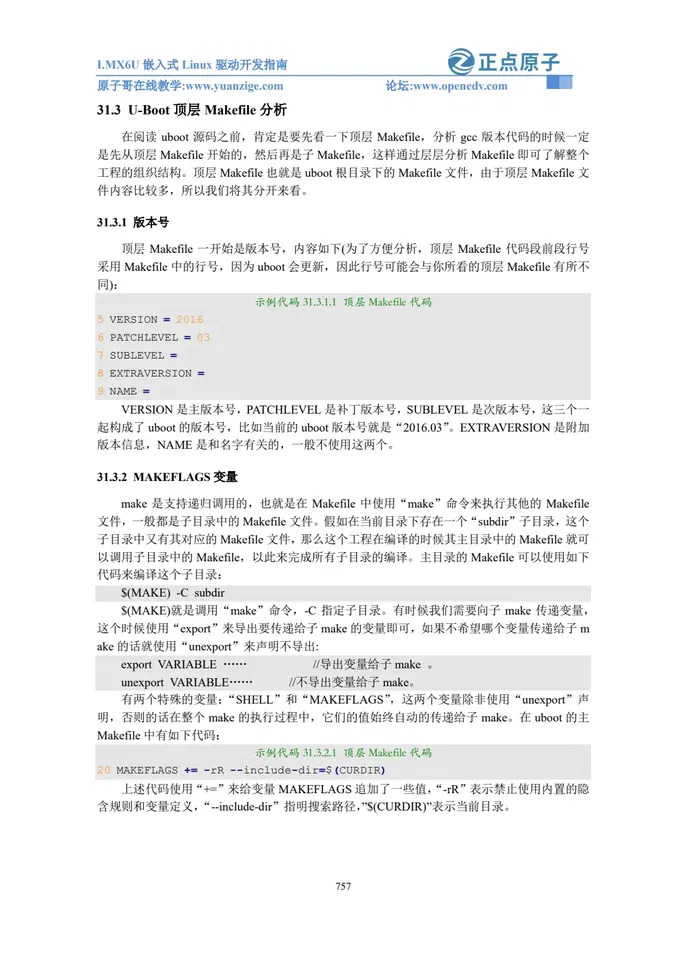 I.MX6U 嵌入式 Linux 驱动开发指南
正点原子
原子哥在线教学:www.yuanzige.com 论坛:www.openedv.com
31.3 U-Boot 顶层 Makefile 分析
在阅读 uboot 源码之前，肯定是要先看一下顶层 Makefile，分析 gcc 版本代码的时候一定
是先从顶层 Makefile 开始的，然后再是子 Makefile，这样通过层层分析 Makefile 即可了解整个
工程的组织结构。顶层 Makefile 也就是 uboot 根目录下的 Makefile 文件，由于顶层 Makefile 文
件内容比较多，所以我们将其分开来看。
31.3.1 版本号
顶层 Makefile 一开始是版本号，内容如下(为了方便分析，顶层 Makefile 代码段前段行号
采用 Makefile 中的行号，因为 uboot 会更新，因此行号可能会与你所看的顶层 Makefile 有所不
同)：
示例代码 31.3.1.1 顶层 Makefile 代码
5 VERSION = 2016
6 PATCHLEVEL = 03
7 SUBLEVEL =
8 EXTRAVERSION =
9 NAME =
VERSION 是主版本号，PATCHLEVEL 是补丁版本号，SUBLEVEL 是次版本号，这三个一
起构成了 uboot 的版本号，比如当前的 uboot 版本号就是“2016.03”。EXTRAVERSION 是附加
版本信息，NAME 是和名字有关的，一般不使用这两个。
31.3.2 MAKEFLAGS 变量
make 是支持递归调用的，也就是在 Makefile 中使用“make”命令来执行其他的 Makefile
文件，一般都是子目录中的 Makefile 文件。假如在当前目录下存在一个“subdir”子目录，这个
子目录中又有其对应的 Makefile 文件，那么这个工程在编译的时候其主目录中的 Makefile 就可
以调用子目录中的 Makefile，以此来完成所有子目录的编译。主目录的 Makefile 可以使用如下
代码来编译这个子目录：
$(MAKE) -C subdir
$(MAKE)就是调用“make”命令，-C 指定子目录。有时候我们需要向子 make 传递变量，
这个时候使用“export”来导出要传递给子 make 的变量即可，如果不希望哪个变量传递给子 m
ake 的话就使用“unexport”来声明不导出:
export VARIABLE …… //导出变量给子 make 。
unexport VARIABLE…… //不导出变量给子 make。
有两个特殊的变量：“SHELL”和“MAKEFLAGS”，这两个变量除非使用“unexport”声
明，否则的话在整个 make 的执行过程中，它们的值始终自动的传递给子 make。在 uboot 的主
Makefile 中有如下代码：
示例代码 31.3.2.1 顶层 Makefile 代码
20 MAKEFLAGS += -rR --include-dir=$(CURDIR)
上述代码使用“+=”来给变量 MAKEFLAGS 追加了一些值，“-rR”表示禁止使用内置的隐
含规则和变量定义，“--include-dir”指明搜索路径，”$(CURDIR)”表示当前目录。
757